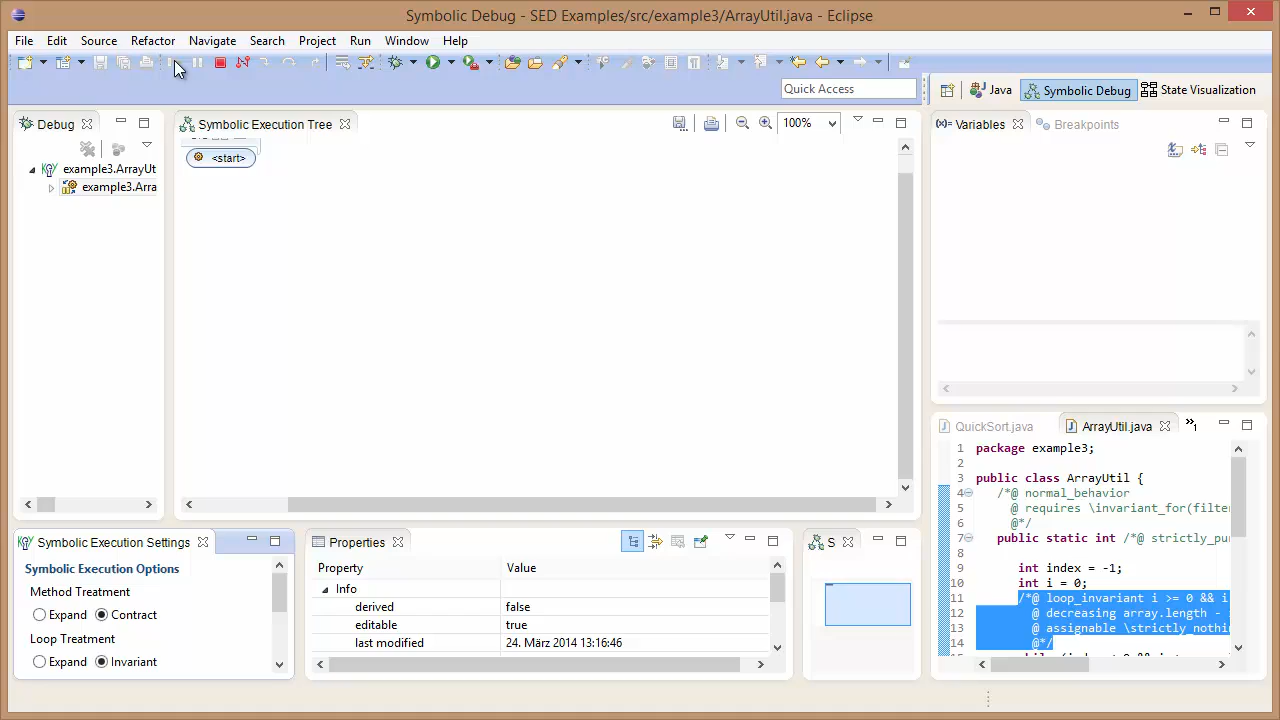 Symbolic Debug - SED Examples/src/example3/ArrayUtil.java - Eclipse
File Edit Source Refactor Navigate Search Project Run Window Help
Quick Access
Java
Symbolic Debug
State Visualization
Debug
example3.ArrayUt
example3.Arra
Symbolic Execution Tree
100%
<start>
(x)= Variables
Breakpoints
QuickSort.java
ArrayUtil.java
»1
1 package example3;
2
3 public class ArrayUtil {
4 /*@ normal_behavior
5 @ requires \invariant_for(filter
6 @*/
7 public static int /*@ strictly_pu
8
9 int index = -1;
10 int i = 0;
11 /*@ loop_invariant i >= 0 && i
12 @ decreasing array.length -
13 @ assignable \strictly_nothin
14 @*/
Symbolic Execution Settings
Symbolic Execution Options
Method Treatment
Expand Contract
Loop Treatment
Expand Invariant
Properties
Property Value
Info
derived false
editable true
last modified 24. März 2014 13:16:46
S